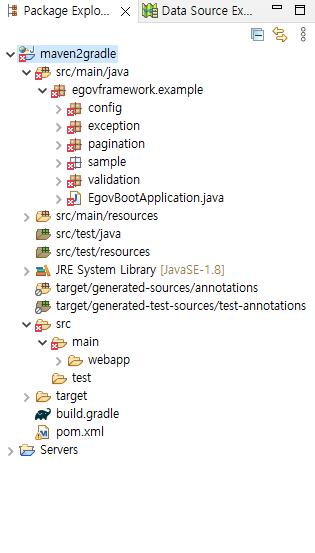 Package Explo... Data Source Ex...
maven2gradle
src/main/java
egovframework.example
config
exception
pagination
sample
validation
EgovBootApplication.java
src/main/resources
src/test/java
src/test/resources
JRE System Library [JavaSE-1.8]
target/generated-sources/annotations
target/generated-test-sources/test-annotations
src
main
webapp
test
target
build.gradle
pom.xml
Servers